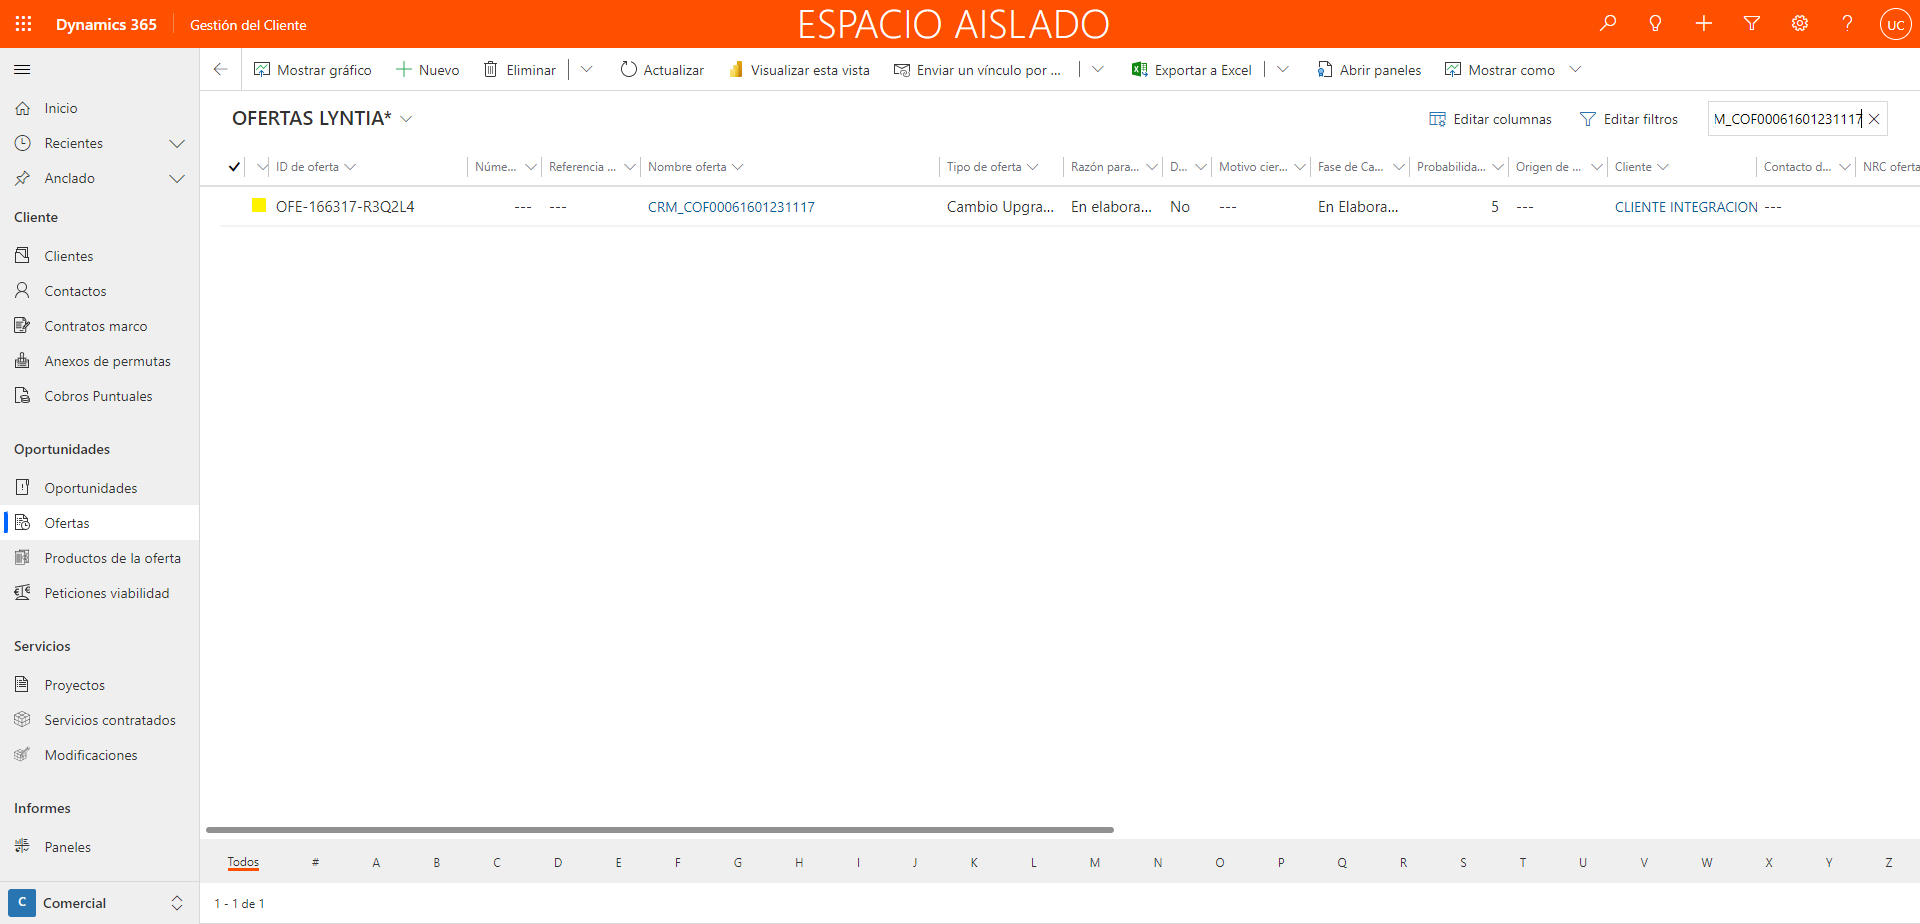 Dynamics 365
Gestión del Cliente
ESPACIO AISLADO
UC
Mostrar gráfico
Nuevo
Eliminar
Actualizar
Visualizar esta vista
Enviar un vínculo por ...
Exportar a Excel
Abrir paneles
Mostrar como
Inicio
Recientes
Anclado
Cliente
Clientes
Contactos
Contratos marco
Anexos de permutas
Cobros Puntuales
Oportunidades
Oportunidades
Ofertas
Productos de la oferta
Peticiones viabilidad
Servicios
Proyectos
Servicios contratados
Modificaciones
Informes
Paneles
C Comercial
OFERTAS LYNTIA*
Editar columnas
Editar filtros
M_COF00061601231117
ID de oferta Núme... Referencia ... Nombre oferta Tipo de oferta Razón para... D... Motivo cier... Fase de Ca... Probabilida... Origen de ... Cliente Contacto d... NRC oferta
OFE-166317-R3Q2L4 --- --- CRM_COF00061601231117 Cambio Upgra... En elabora... No --- En Elabora... 5 --- CLIENTE INTEGRACION ---
Todos # A B C D E F G H I J K L M N O P Q R S T U V W X Y Z
1 - 1 de 1